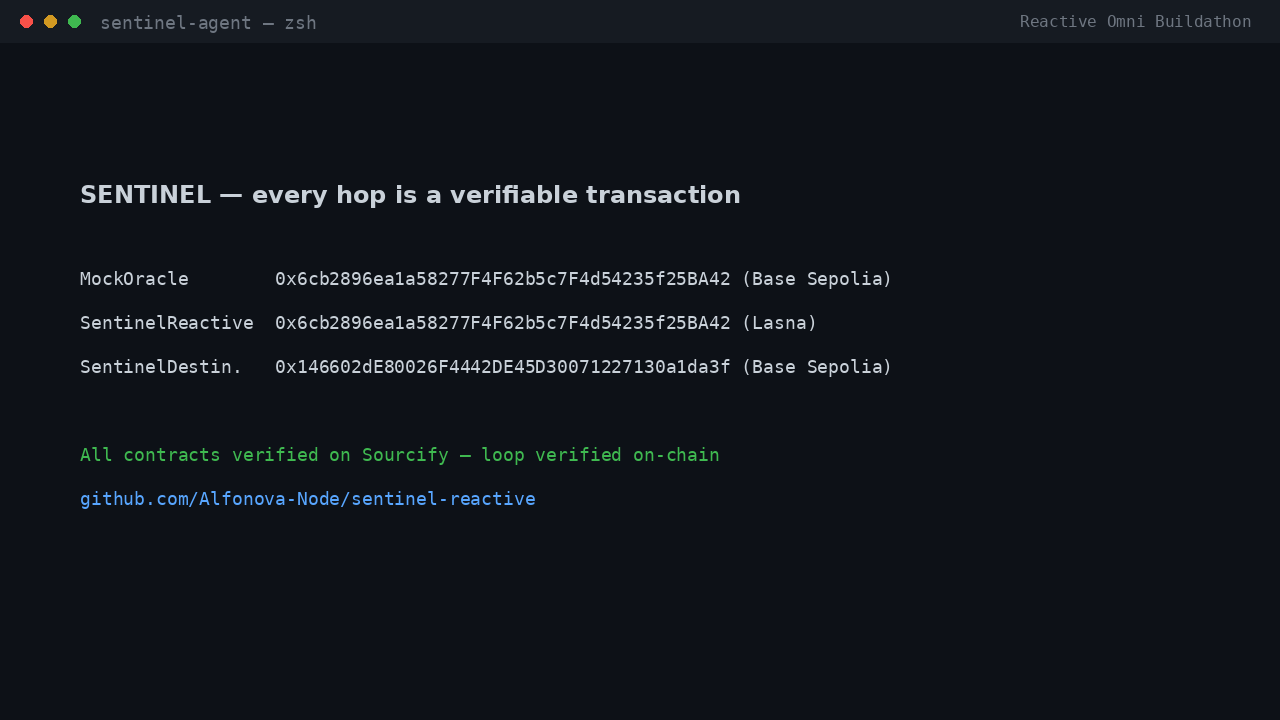 sentinel-agent — zsh
Reactive Omni Buildathon
SENTINEL — every hop is a verifiable transaction
MockOracle 0x6cb2896ea1a58277F4F62b5c7F4d54235f25BA42 (Base Sepolia)
SentinelReactive 0x6cb2896ea1a58277F4F62b5c7F4d54235f25BA42 (Lasna)
SentinelDestin. 0x146602dE80026F4442DE45D30071227130a1da3f (Base Sepolia)
All contracts verified on Sourcify — loop verified on-chain
github.com/Alfonova-Node/sentinel-reactive